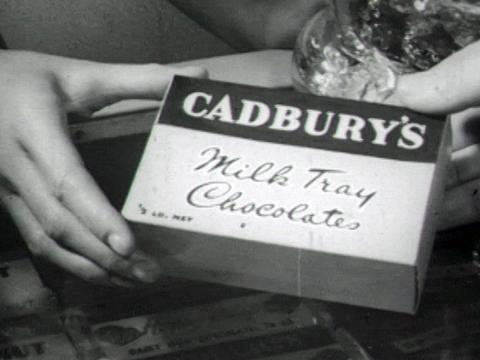 CADBURY'S
Milk Tray
Chocolates
½ LB. NET